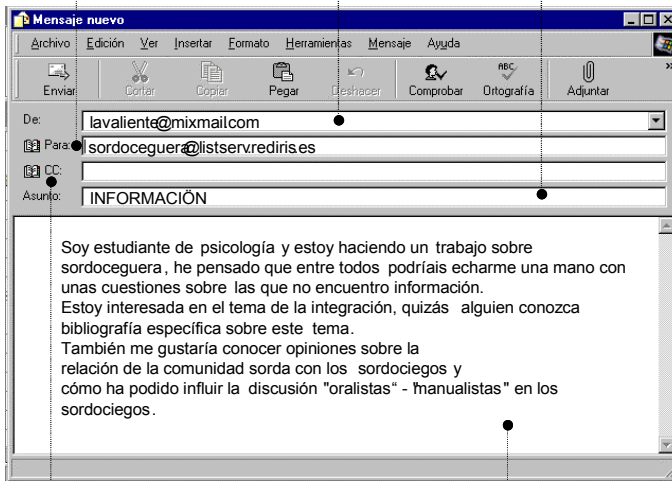 Mensaje nuevo
Archivo Edición Ver Insertar Formato Herramientas Mensaje Ayuda
Enviar Cortar Copiar Pegar Deshacer Comprobar ABC Ortografía Adjuntar »
De: lavaliente@mixmail.com
Para: sordoceguera@listserv.rediris.es
CC:
Asunto: INFORMACIÖN
Soy estudiante de psicología y estoy haciendo un trabajo sobre
sordoceguera, he pensado que entre todos podríais echarme una mano con
unas cuestiones sobre las que no encuentro información.
Estoy interesada en el tema de la integración, quizás alguien conozca
bibliografía específica sobre este tema.
También me gustaría conocer opiniones sobre la
relación de la comunidad sorda con los sordociegos y
cómo ha podido influir la discusión "oralistas" - "manualistas" en los
sordociegos.